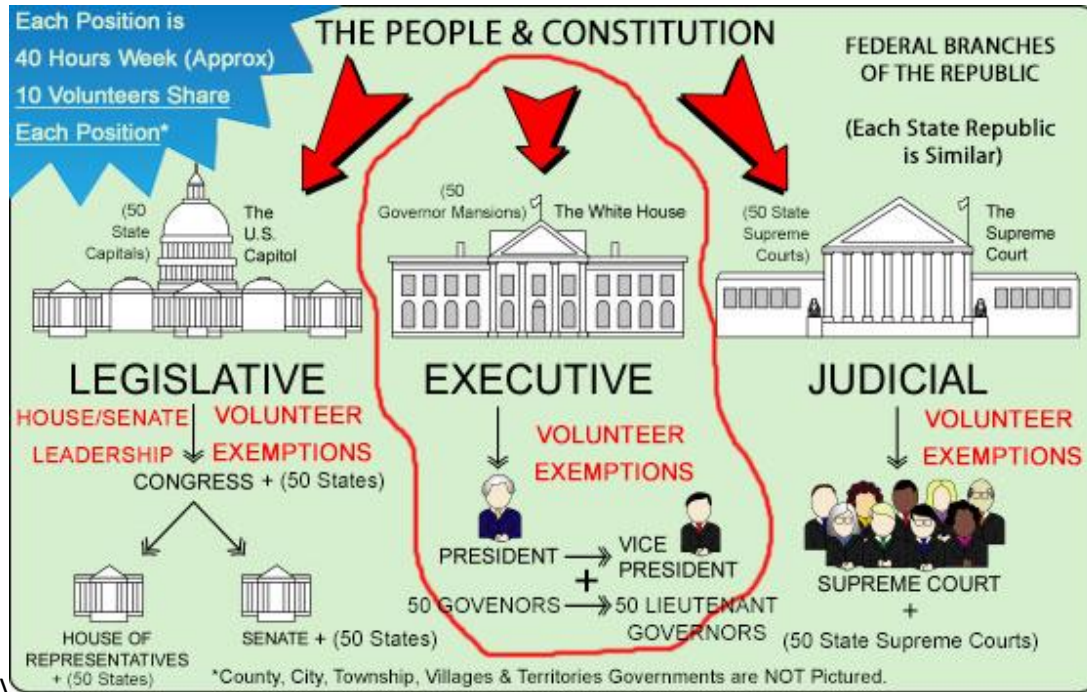 Each Position is
40 Hours Week (Approx)
10 Volunteers Share
Each Position*
THE PEOPLE & CONSTITUTION
FEDERAL BRANCHES
OF THE REPUBLIC
(Each State Republic
is Similar)
(50
State
Capitals)
The
U.S.
Capitol
(50
Governor Mansions)
The White House
(50 State
Supreme
Courts)
The
Supreme
Court
LEGISLATIVE
HOUSE/SENATE
LEADERSHIP
VOLUNTEER
EXEMPTIONS
CONGRESS + (50 States)
HOUSE OF
REPRESENTATIVES
+ (50 States)
SENATE + (50 States)
EXECUTIVE
VOLUNTEER
EXEMPTIONS
PRESIDENT
VICE
PRESIDENT
+
50 GOVENORS
50 LIEUTENANT
GOVERNORS
JUDICIAL
VOLUNTEER
EXEMPTIONS
SUPREME COURT
+
(50 State Supreme Courts)
*County, City, Township, Villages & Territories Governments are NOT Pictured.
\